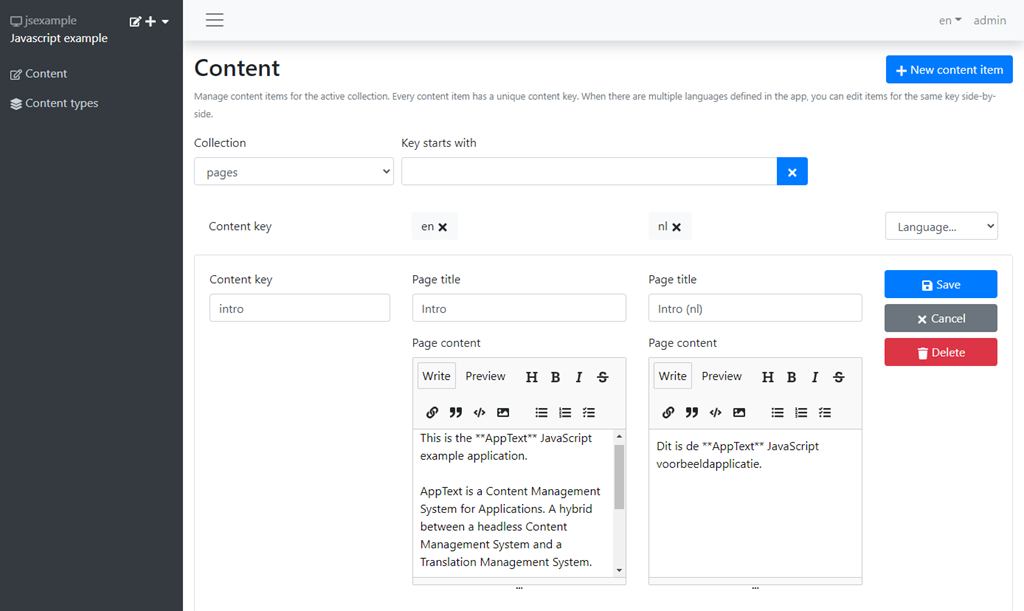 jsexample
Javascript example
Content
Content types
en
admin
Content
New content item
Manage content items for the active collection. Every content item has a unique content key. When there are multiple languages defined in the app, you can edit items for the same key side-by-
side.
Collection
Key starts with
pages
Content key
en
nl
Language...
Content key
Page title
Page title
Save
intro
Intro
Intro (nl)
Cancel
Page content
Page content
Delete
Write
Preview
H B I S
Write
Preview
H B I S
This is the **AppText** JavaScript
example application.
AppText is a Content Management
System for Applications. A hybrid
between a headless Content
Management System and a
Translation Management System.
Dit is de **AppText** JavaScript
voorbeeldapplicatie.